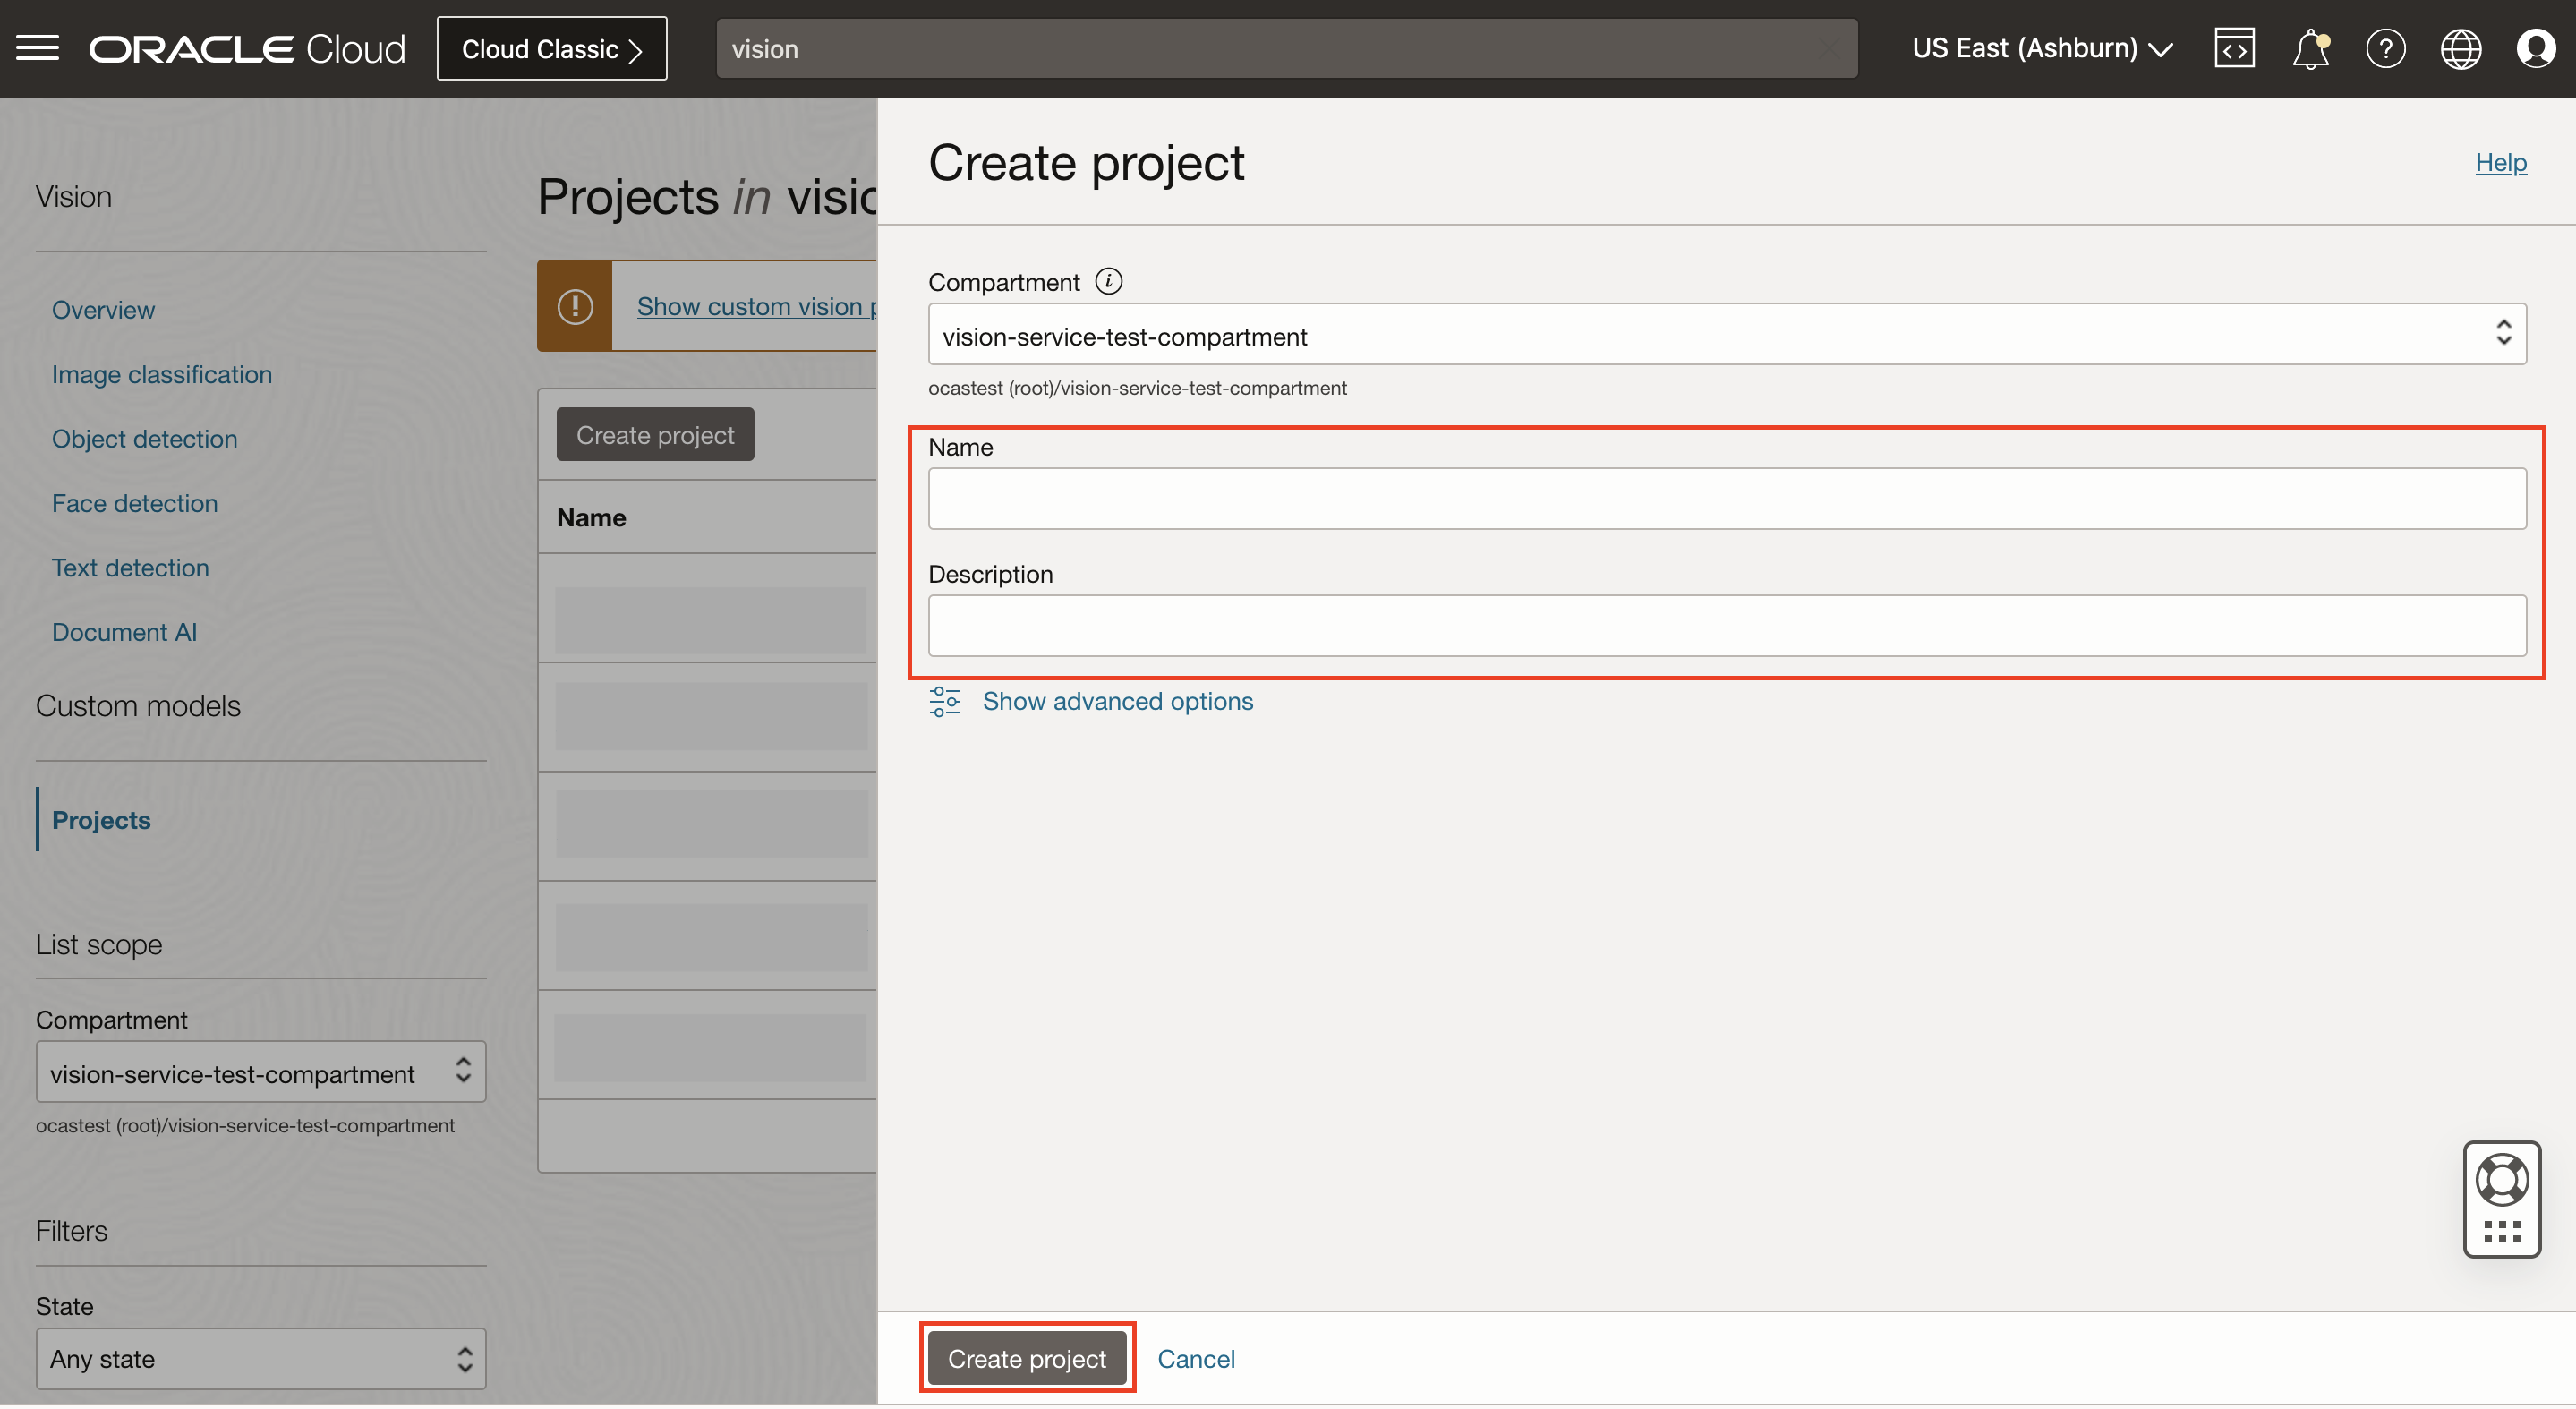 ORACLE Cloud
Cloud Classic
vision
US East (Ashburn)
Vision
Overview
Image classification
Object detection
Face detection
Text detection
Document AI
Custom models
Projects
List scope
Compartment
vision-service-test-compartment
ocastest (root)/vision-service-test-compartment
Filters
State
Any state
Projects in visio
Show custom vision p
Create project
Name
Create project
Help
Compartment
vision-service-test-compartment
ocastest (root)/vision-service-test-compartment
Name
Description
Show advanced options
Create project
Cancel